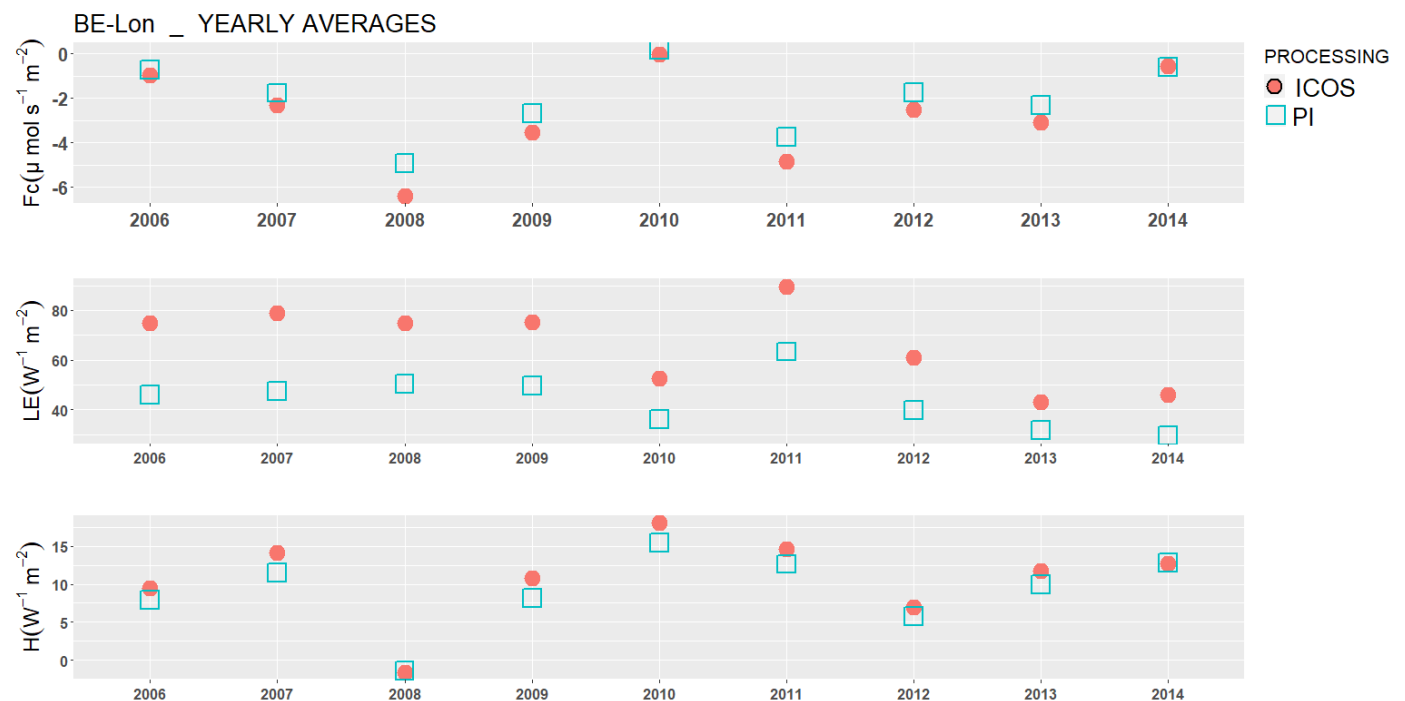 BE-Lon _ YEARLY AVERAGES
Fc(μ mol s⁻¹ m⁻²)
0
-2
-4
-6
2006 2007 2008 2009 2010 2011 2012 2013 2014
PROCESSING
ICOS
PI
LE(W⁻¹ m⁻²)
80
60
40
2006 2007 2008 2009 2010 2011 2012 2013 2014
H(W⁻¹ m⁻²)
15
10
5
0
2006 2007 2008 2009 2010 2011 2012 2013 2014